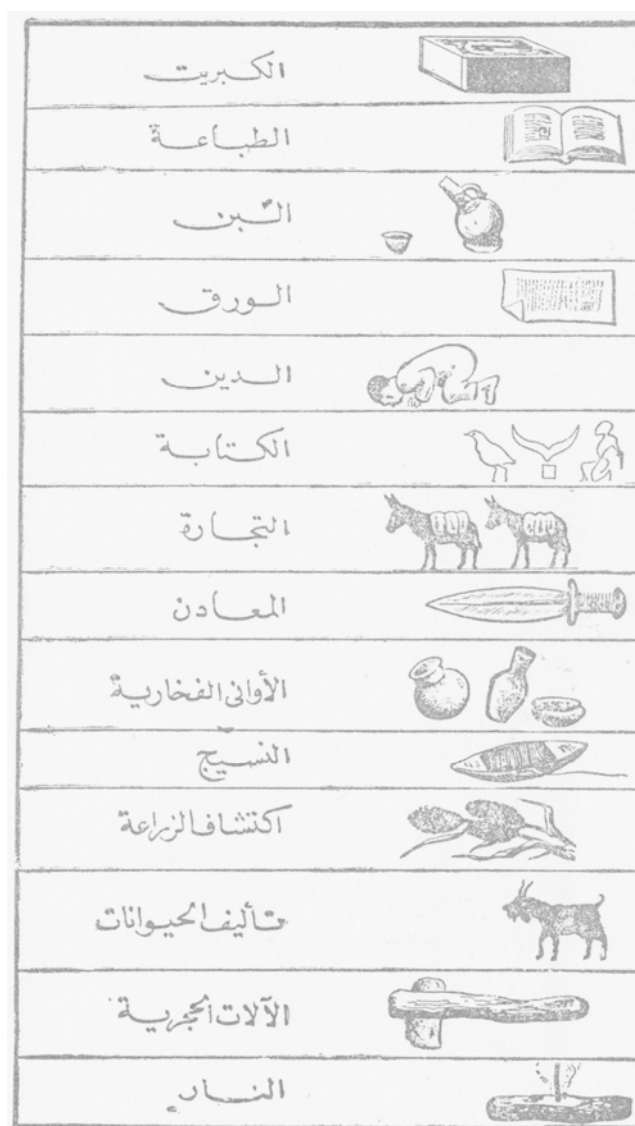 الكبريت
الطباعة
البن
الورق
الدين
الكتابة
التجارة
المعادن
الأوانى الفخارية
النسيج
اكتشاف الزراعة
تأليف الحيوانات
الآلات الحجرية
النار